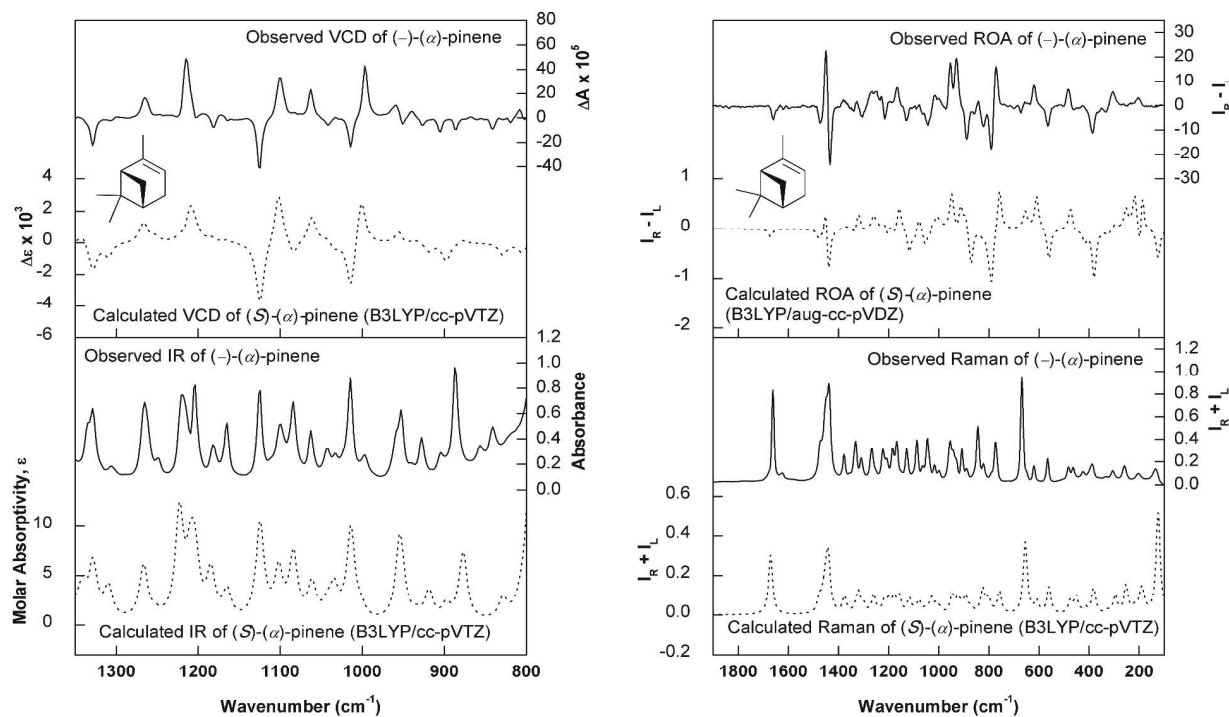 Observed VCD of (–)-(α)-pinene
80
60
40
20
0
-20
-40
ΔA x 10⁵
4
2
0
-2
-4
-6
Δε x 10³
Calculated VCD of (S)-(α)-pinene (B3LYP/cc-pVTZ)
Observed IR of (–)-(α)-pinene
1.2
1.0
0.8
0.6
0.4
0.2
0.0
Absorbance
10
5
0
Molar Absorptivity, ε
Calculated IR of (S)-(α)-pinene (B3LYP/cc-pVTZ)
1300 1200 1100 1000 900 800
Wavenumber (cm⁻¹)
Observed ROA of (–)-(α)-pinene
30
20
10
0
-10
-20
-30
1
0
-1
-2
I_R - I_L
Calculated ROA of (S)-(α)-pinene
(B3LYP/aug-cc-pVDZ)
Observed Raman of (–)-(α)-pinene
1.2
1.0
0.8
0.6
0.4
0.2
0.0
I_R + I_L
0.6
0.4
0.2
0.0
-0.2
I_R + I_L
Calculated Raman of (S)-(α)-pinene (B3LYP/cc-pVTZ)
1800 1600 1400 1200 1000 800 600 400 200
Wavenumber (cm⁻¹)